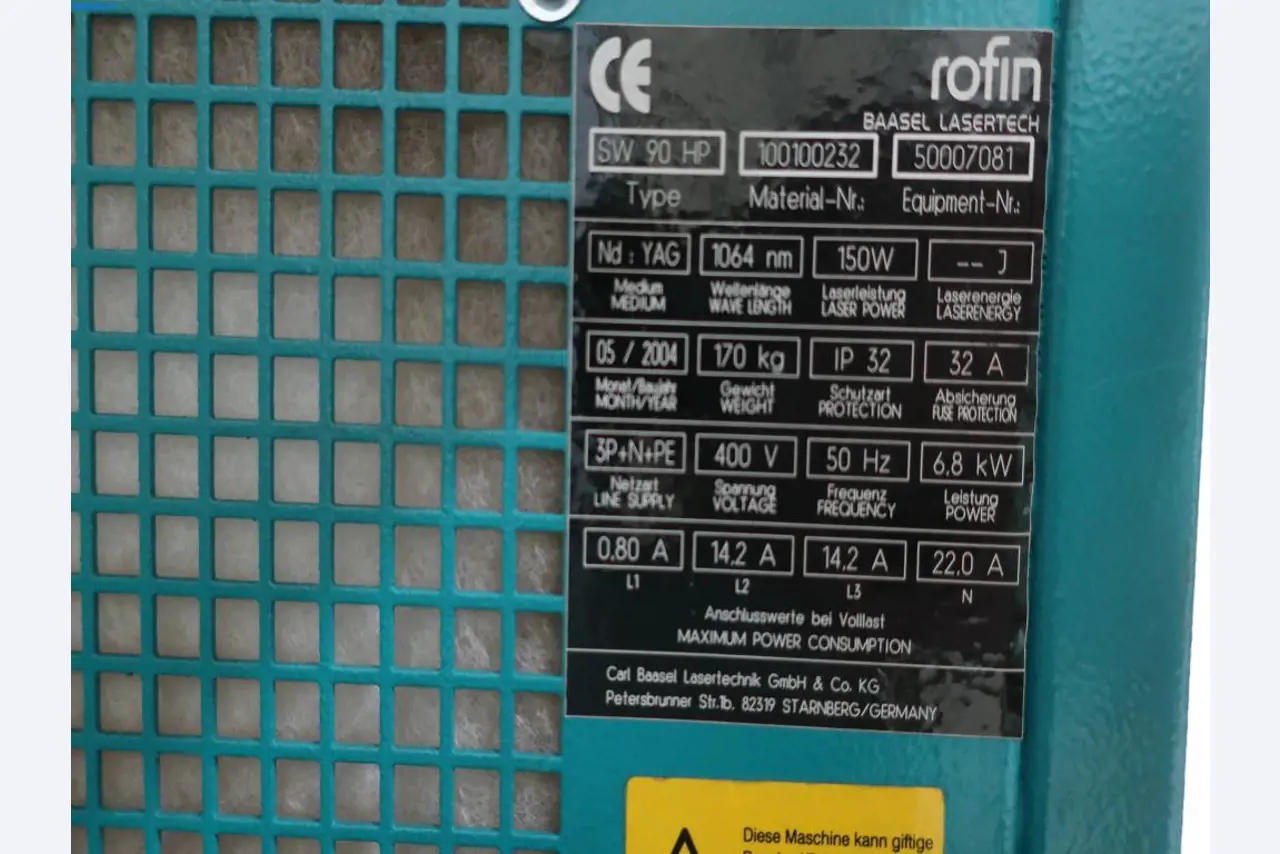 CE rofin
BAASEL LASERTECH
SW 90 HP 100100232 50007081
Type Material-Nr.: Equipment-Nr.:
Nd : YAG 1064 nm 150W -- J
Medium Wellenlänge Laserleistung Laserenergie
MEDIUM WAVE LENGTH LASER POWER LASERENERGY
05 / 2004 170 kg IP 32 32 A
Monat/Baujahr Gewicht Schutzart Absicherung
MONTH/YEAR WEIGHT PROTECTION FUSE PROTECTION
3P+N+PE 400 V 50 Hz 6.8 kW
Netzart Spannung Frequenz Leistung
LINE SUPPLY VOLTAGE FREQUENCY POWER
0.80 A 14.2 A 14.2 A 22.0 A
L1 L2 L3 N
Anschlusswerte bei Volllast
MAXIMUM POWER CONSUMPTION
Carl Baasel Lasertechnik GmbH & Co. KG
Petersbrunner Str.1b. 82319 STARNBERG/GERMANY
Diese Maschine kann giftige